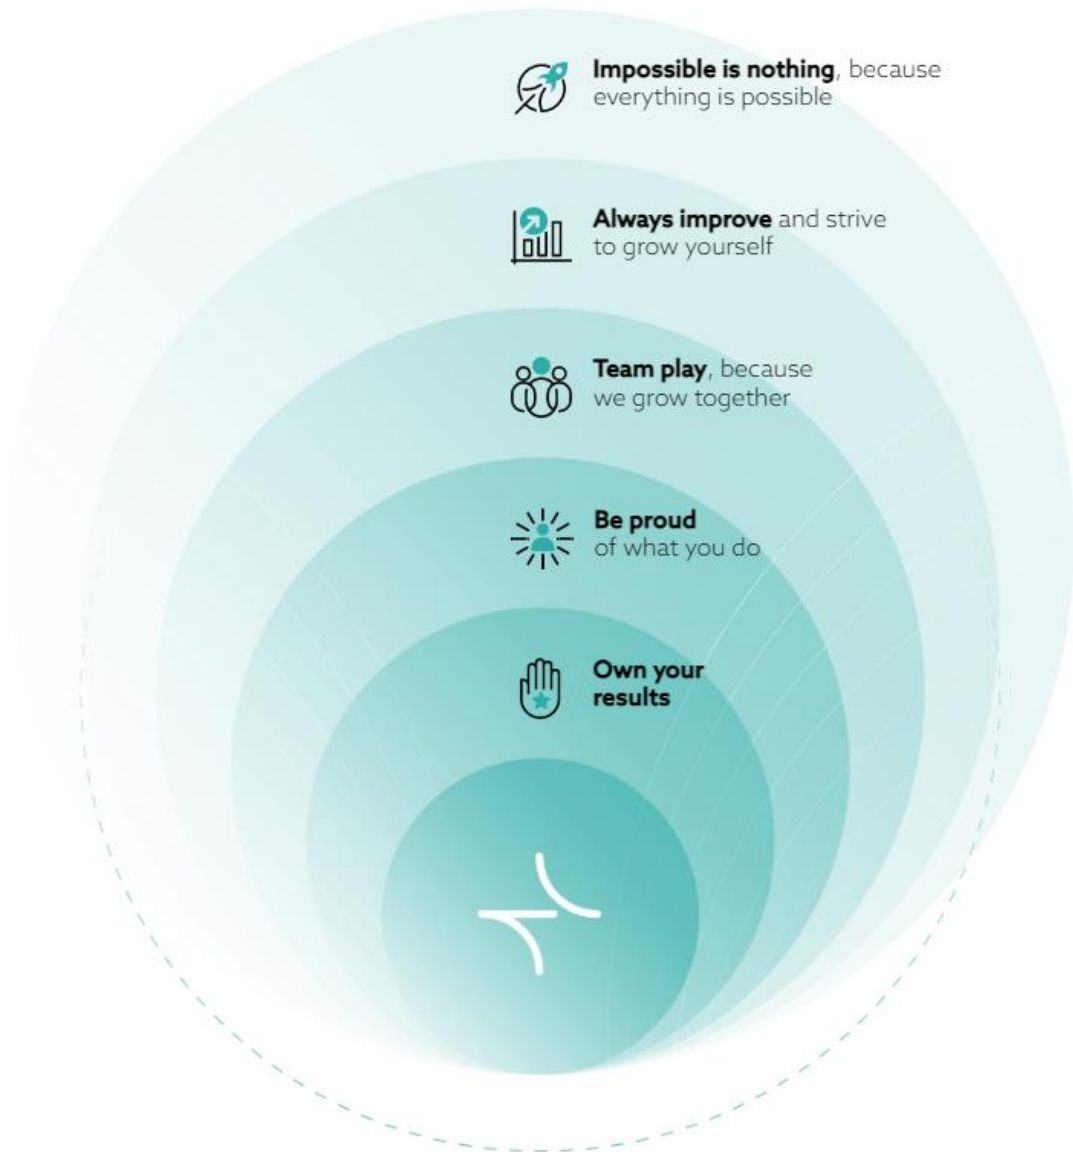 Impossible is nothing, because
everything is possible
Always improve and strive
to grow yourself
Team play, because
we grow together
Be proud
of what you do
Own your
results